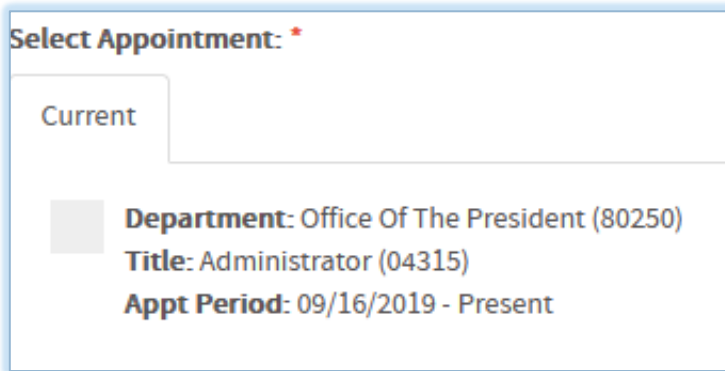 Select Appointment: *
Current
Department: Office Of The President (80250)
Title: Administrator (04315)
Appt Period: 09/16/2019 - Present